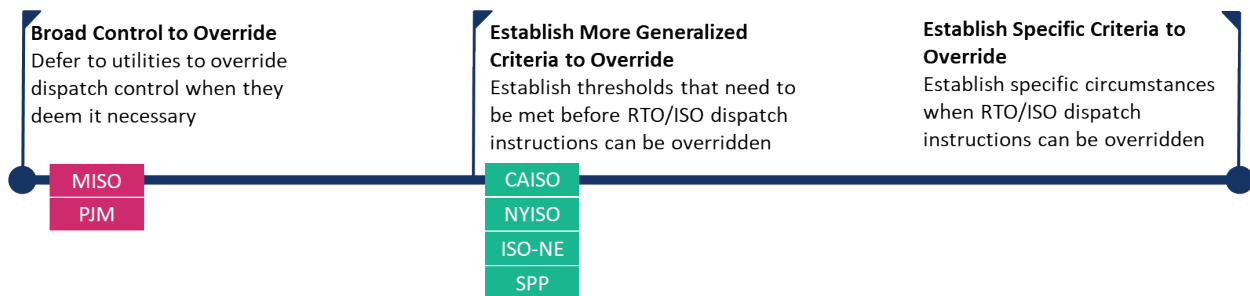 Broad Control to Override
Defer to utilities to override
dispatch control when they
deem it necessary
MISO
PJM
Establish More Generalized
Criteria to Override
Establish thresholds that need to
be met before RTO/ISO dispatch
instructions can be overridden
CAISO
NYISO
ISO-NE
SPP
Establish Specific Criteria to
Override
Establish specific circumstances
when RTO/ISO dispatch
instructions can be overridden